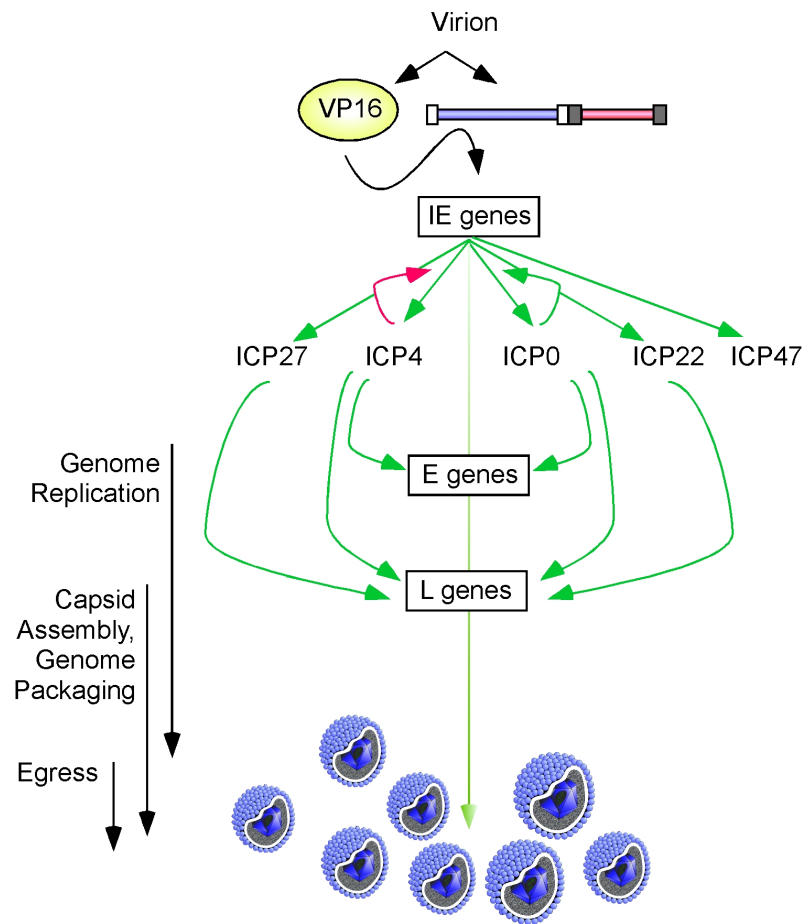 Virion
VP16
IE genes
ICP27
ICP4
ICP0
ICP22
ICP47
Genome
Replication
E genes
L genes
Capsid
Assembly,
Genome
Packaging
Egress